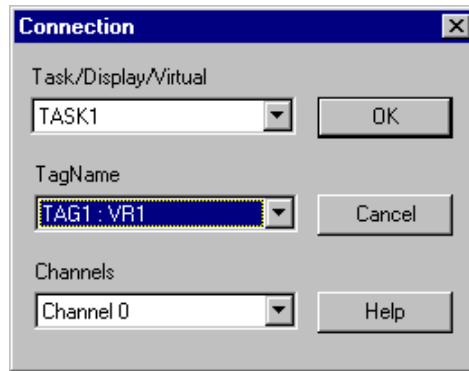 Connection
Task/Display/Virtual
TASK1
OK
TagName
TAG1 : VR1
Cancel
Channels
Channel 0
Help